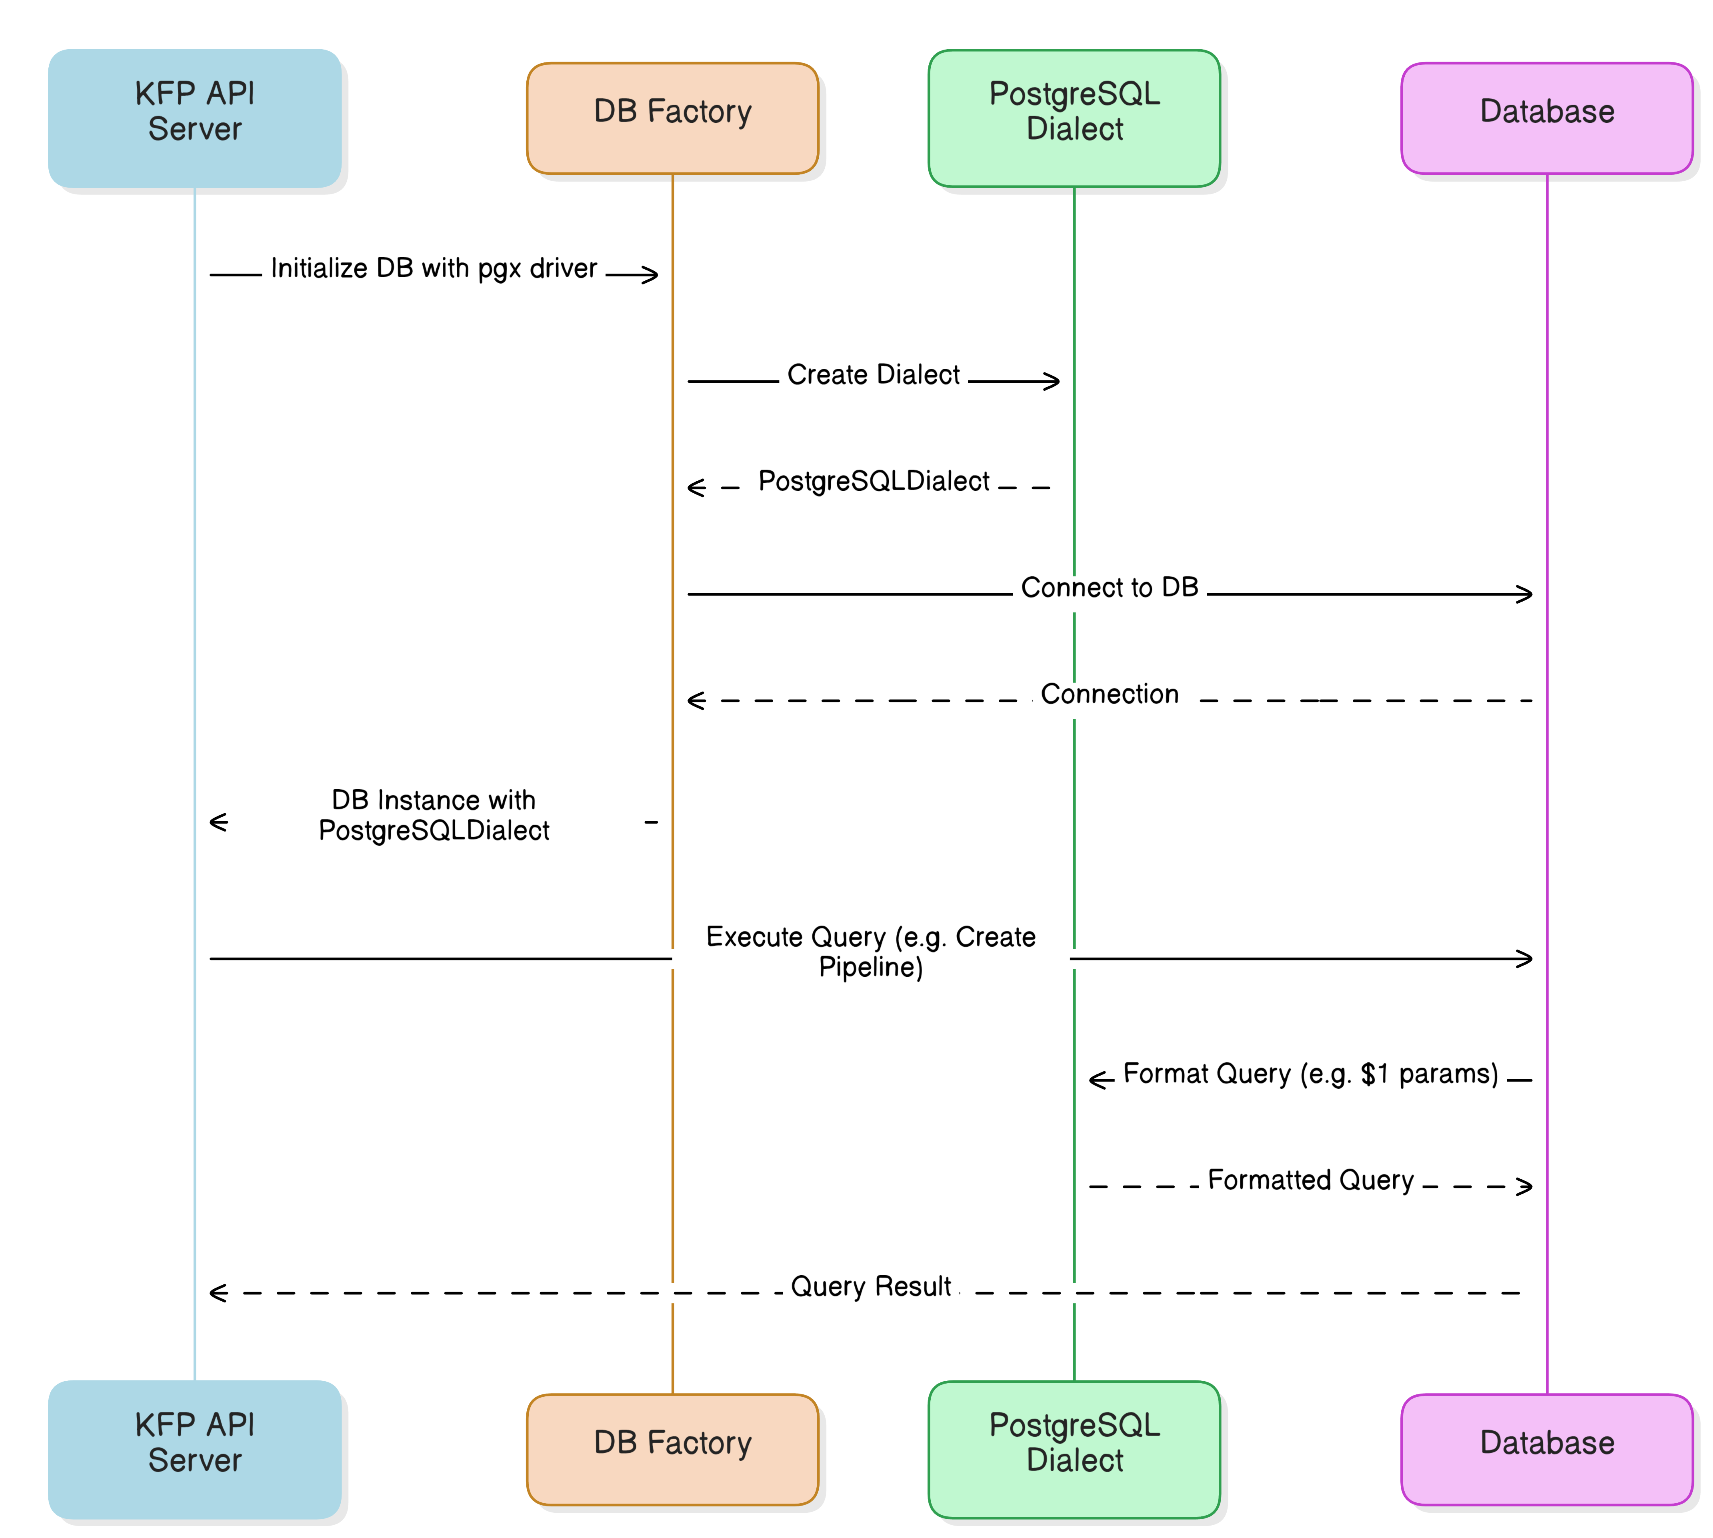 KFP API
Server
DB Factory
PostgreSQL
Dialect
Database
Initialize DB with pgx driver
Create Dialect
PostgreSQLDialect
Connect to DB
Connection
DB Instance with
PostgreSQLDialect
Execute Query (e.g. Create
Pipeline)
Format Query (e.g. $1 params)
Formatted Query
Query Result
KFP API
Server
DB Factory
PostgreSQL
Dialect
Database